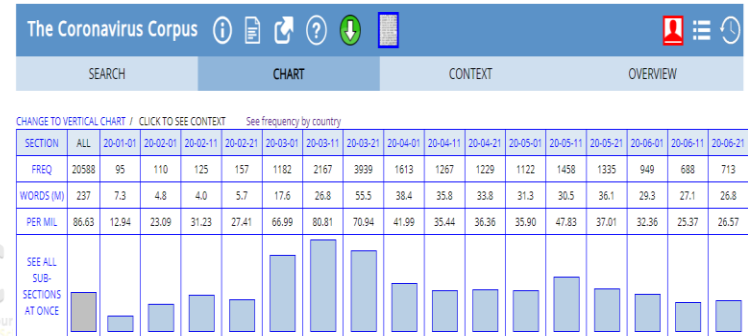 The Coronavirus Corpus
SEARCH CHART CONTEXT OVERVIEW
CHANGE TO VERTICAL CHART / CLICK TO SEE CONTEXT See frequency by country
SECTION ALL 20-01-01 20-02-01 20-02-11 20-02-21 20-03-01 20-03-11 20-03-21 20-04-01 20-04-11 20-04-21 20-05-01 20-05-11 20-05-21 20-06-01 20-06-11 20-06-21
FREQ 20588 95 110 125 157 1182 2167 3939 1613 1267 1229 1122 1458 1335 949 688 713
WORDS (M) 237 7.3 4.8 4.0 5.7 17.6 26.8 55.5 38.4 35.8 33.8 31.3 30.5 36.1 29.3 27.1 26.8
PER MIL 86.63 12.94 23.09 31.23 27.41 66.99 80.81 70.94 41.99 35.44 36.36 35.90 47.83 37.01 32.36 25.37 26.57
SEE ALL
SUB-
SECTIONS
AT ONCE